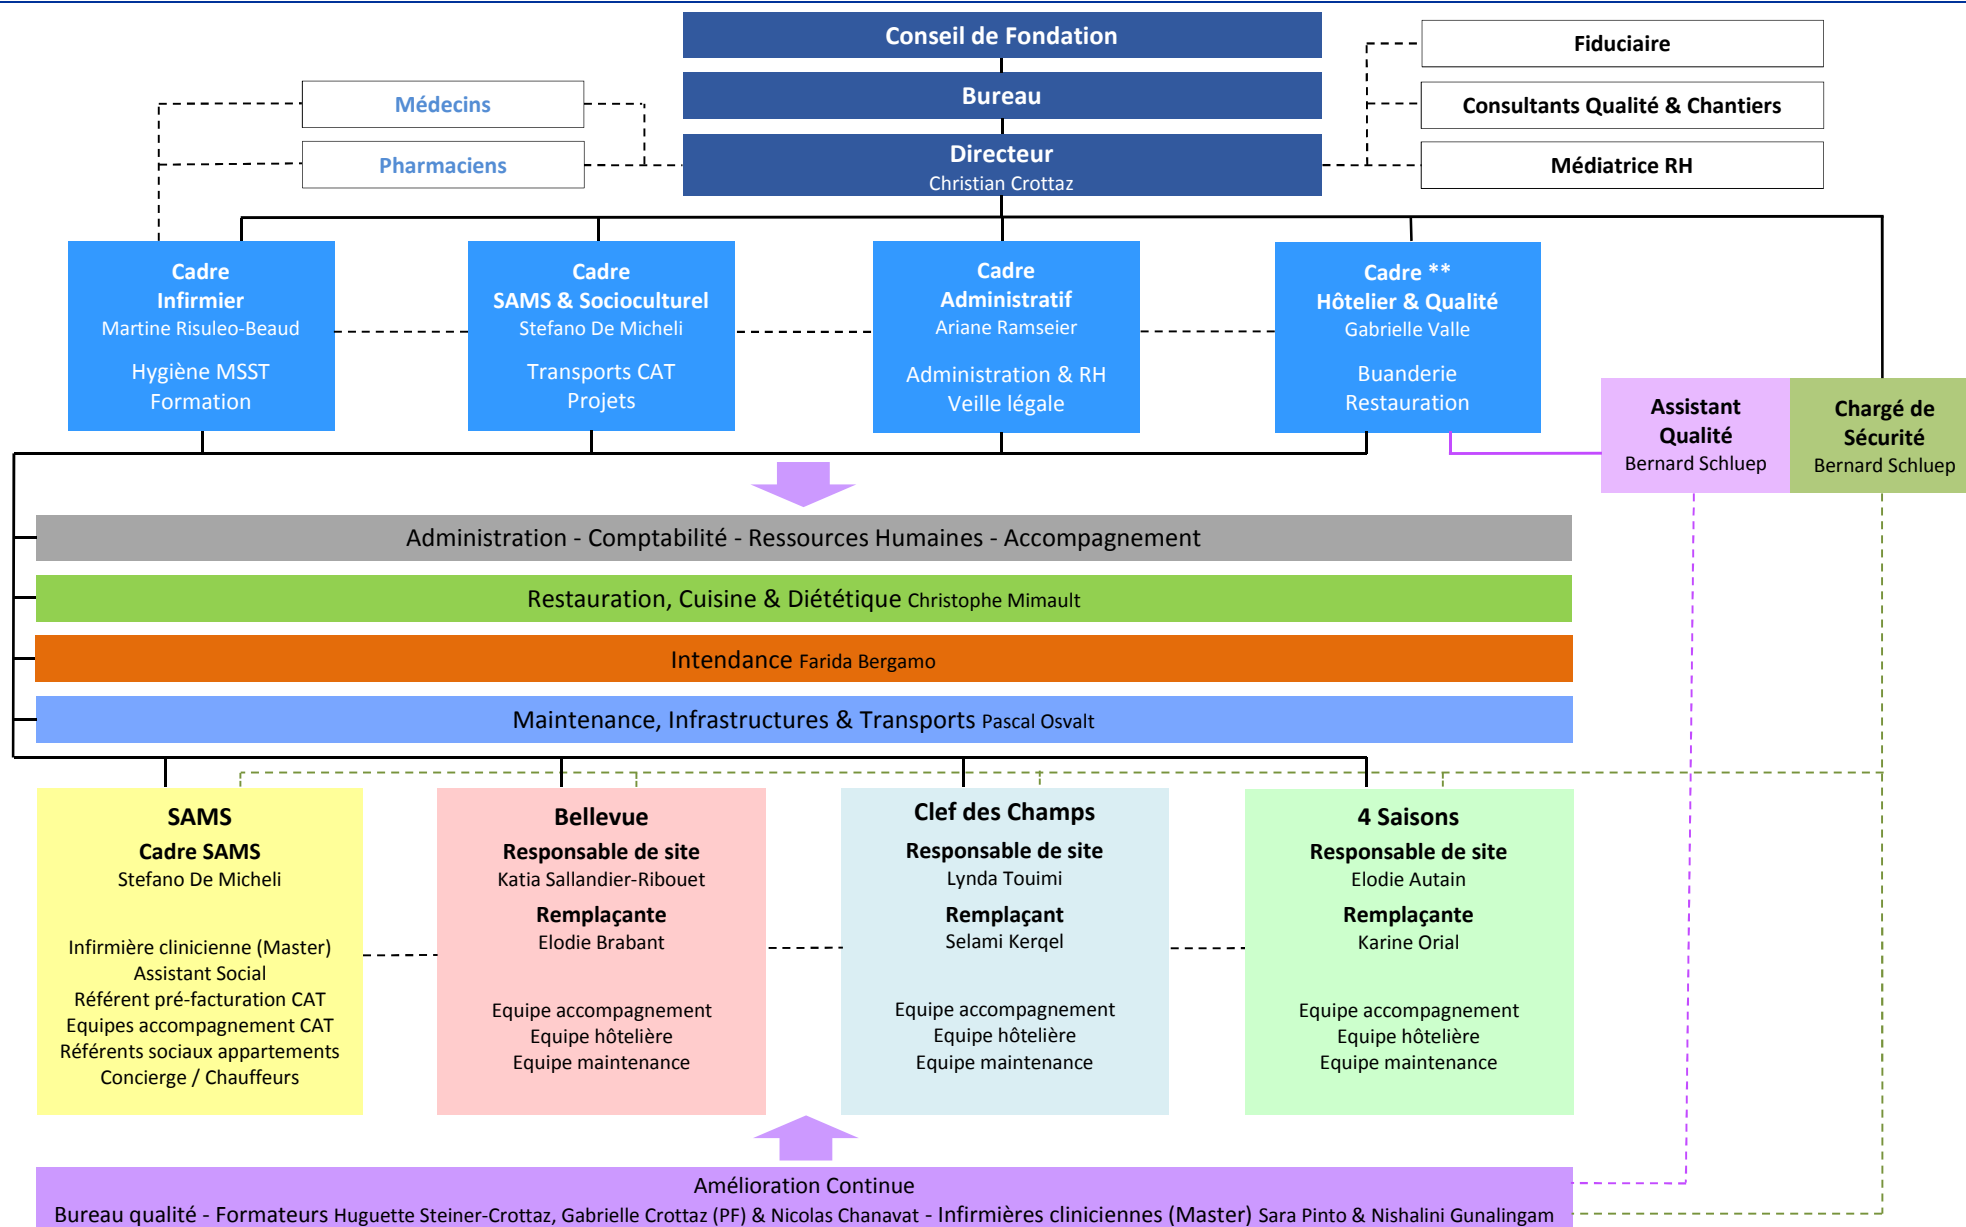 Conseil de Fondation
Fiduciaire
Médecins
Bureau
Consultants Qualité & Chantiers
Pharmaciens
Directeur
Christian Crottaz
Médiatrice RH
Cadre
Infirmier
Martine Risuleo-Beaud
Hygiène MSST
Formation
Cadre
SAMS & Socioculturel
Stefano De Micheli
Transports CAT
Projets
Cadre
Administratif
Ariane Ramseier
Administration & RH
Veille légale
Cadre **
Hôtelier & Qualité
Gabrielle Valle
Buanderie
Restauration
Assistant
Qualité
Bernard Schluep
Chargé de
Sécurité
Bernard Schluep
Administration - Comptabilité - Ressources Humaines - Accompagnement
Restauration, Cuisine & Diététique Christophe Mimault
Intendance Farida Bergamo
Maintenance, Infrastructures & Transports Pascal Osvalt
SAMS
Cadre SAMS
Stefano De Micheli
Infirmière clinicienne (Master)
Assistant Social
Référent pré-facturation CAT
Equipes accompagnement CAT
Référents sociaux appartements
Concierge / Chauffeurs
Bellevue
Responsable de site
Katia Sallandier-Ribouet
Remplaçante
Elodie Brabant
Equipe accompagnement
Equipe hôtelière
Equipe maintenance
Clef des Champs
Responsable de site
Lynda Touimi
Remplaçant
Selami Kerqel
Equipe accompagnement
Equipe hôtelière
Equipe maintenance
4 Saisons
Responsable de site
Elodie Autain
Remplaçante
Karine Orial
Equipe accompagnement
Equipe hôtelière
Equipe maintenance
Amélioration Continue
Bureau qualité - Formateurs Huguette Steiner-Crottaz, Gabrielle Crottaz (PF) & Nicolas Chanavat - Infirmières cliniciennes (Master) Sara Pinto & Nishalini Gunalingam